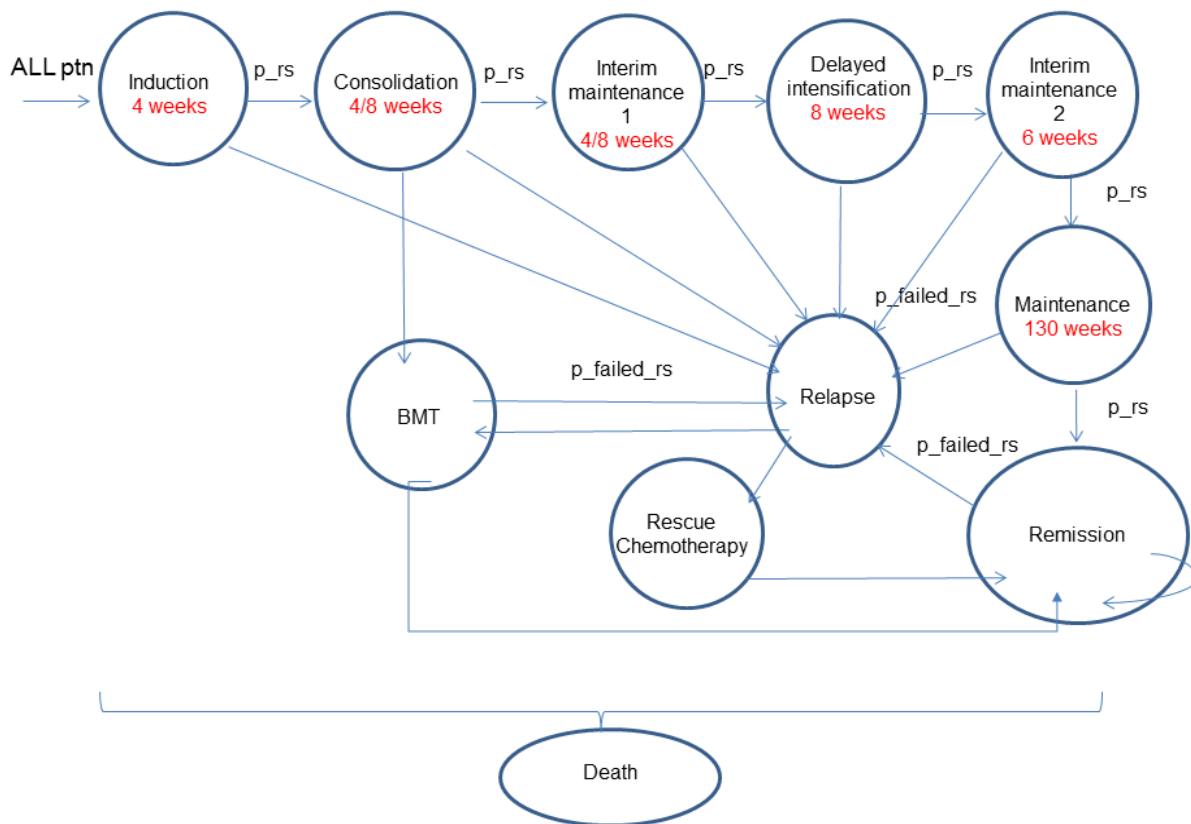 ALL ptn
Induction
4 weeks
p_rs
Consolidation
4/8 weeks
p_rs
Interim
maintenance
1
4/8 weeks
p_rs
Delayed
intensification
8 weeks
p_rs
Interim
maintenance
2
6 weeks
p_rs
Maintenance
130 weeks
p_failed_rs
p_rs
p_failed_rs
BMT
Relapse
p_failed_rs
Rescue
Chemotherapy
Remission
Death